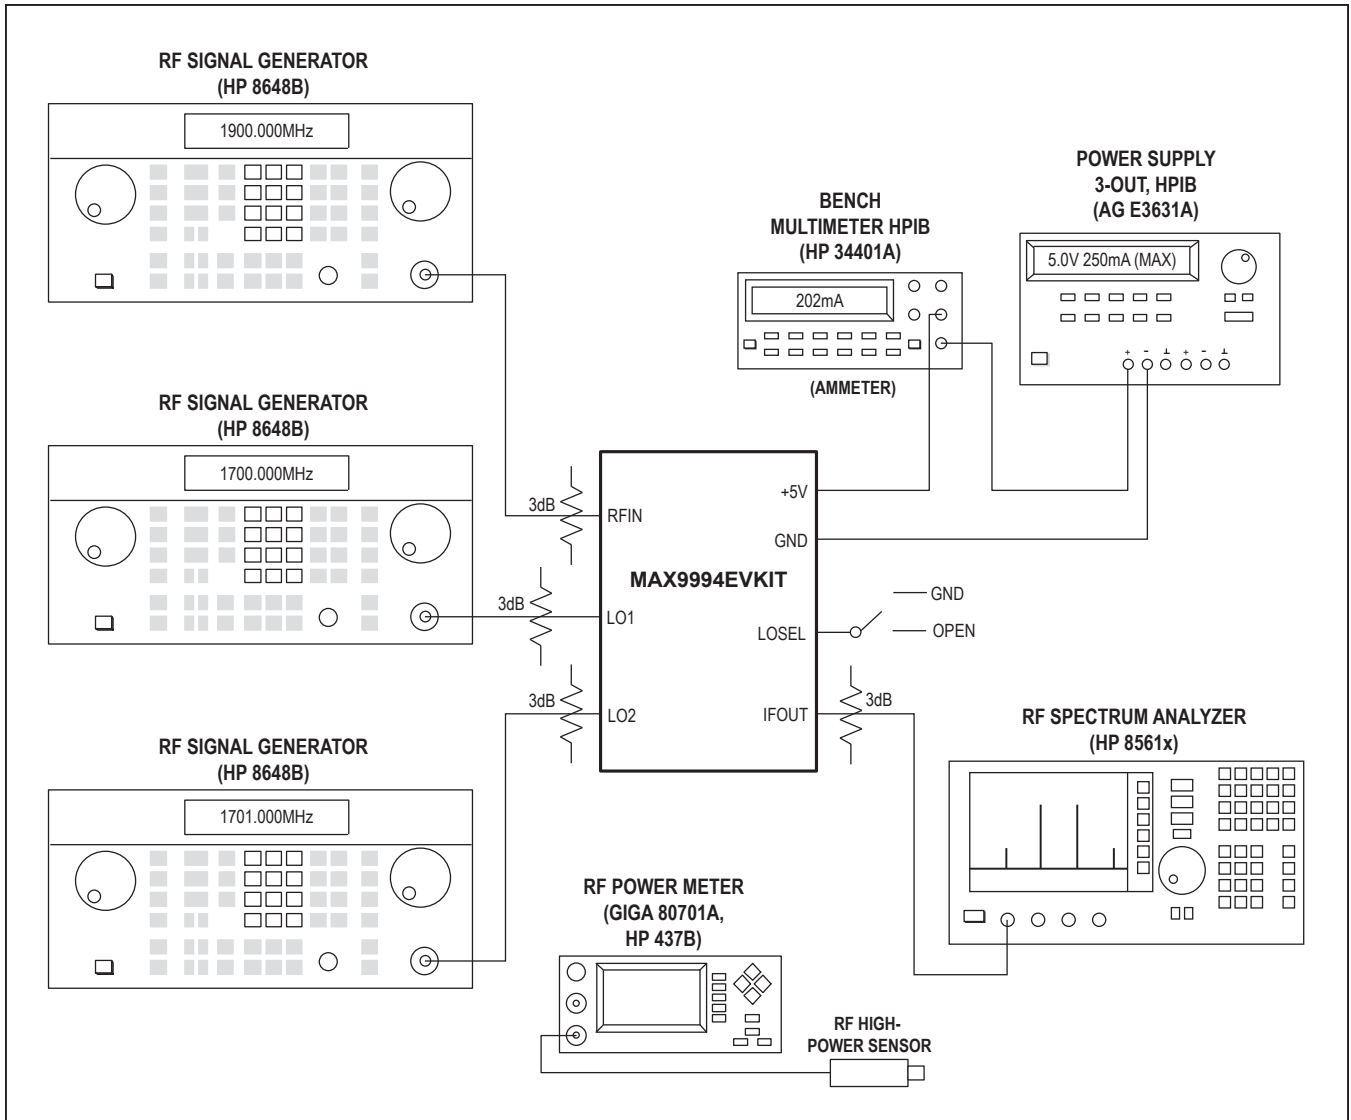 RF SIGNAL GENERATOR
(HP 8648B)
1900.000MHz
POWER SUPPLY
3-OUT, HPIB
(AG E3631A)
5.0V 250mA (MAX)
+ - ⊥ + - ⊥
BENCH
MULTIMETER HPIB
(HP 34401A)
202mA
(AMMETER)
RF SIGNAL GENERATOR
(HP 8648B)
1700.000MHz
3dB
RFIN
+5V
GND
MAX9994EVKIT
3dB
LO1
LOSEL
GND
OPEN
3dB
LO2
IFOUT
3dB
RF SIGNAL GENERATOR
(HP 8648B)
1701.000MHz
RF SPECTRUM ANALYZER
(HP 8561x)
RF POWER METER
(GIGA 80701A,
HP 437B)
RF HIGH-
POWER SENSOR